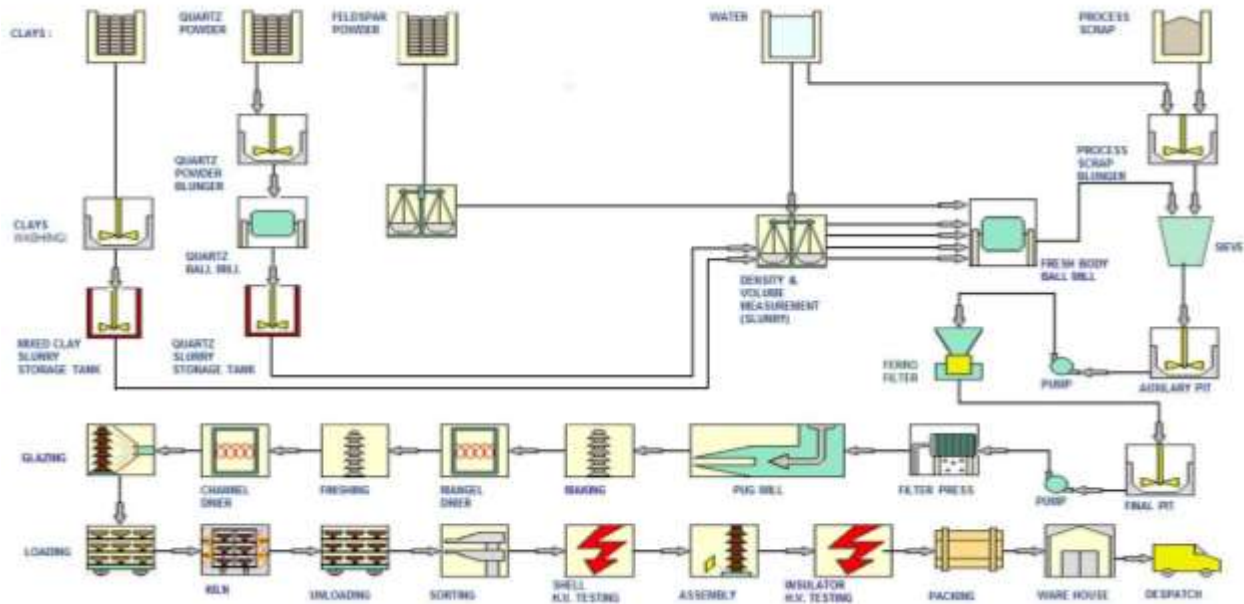 CLAYS :
QUARTZ
POWDER
FELDSPAR
POWDER
WATER
PROCESS
SCRAP
QUARTZ
POWDER
BLUNGER
PROCESS
SCRAP
BLUNGER
CLAYS
WASHING
QUARTZ
BALL MILL
DENSITY &
VOLUME
MEASUREMENT
(SLURRY)
FRESH BODY
BALL MILL
SIEVE
MIXED CLAY
SLURRY
STORAGE TANK
QUARTZ
SLURRY
STORAGE TANK
FERRO
FILTER
PUMP
AUXILARY PIT
GLAZING
CHANNEL
DRIER
FINISHING
MANGEL
DRIER
MAKING
PUG MILL
FILTER PRESS
PUMP
FINAL PIT
LOADING
KILN
UNLOADING
SORTING
SHELL
H.V. TESTING
ASSEMBLY
INSULATOR
H.V. TESTING
PACKING
WARE HOUSE
DESPATCH